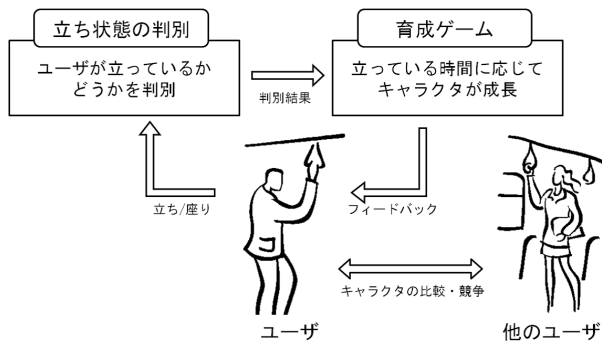 立ち状態の判別
ユーザが立っているか
どうかを判別
判別結果
育成ゲーム
立っている時間に応じて
キャラクタが成長
立ち/座り
フィードバック
キャラクタの比較・競争
ユーザ
他のユーザ